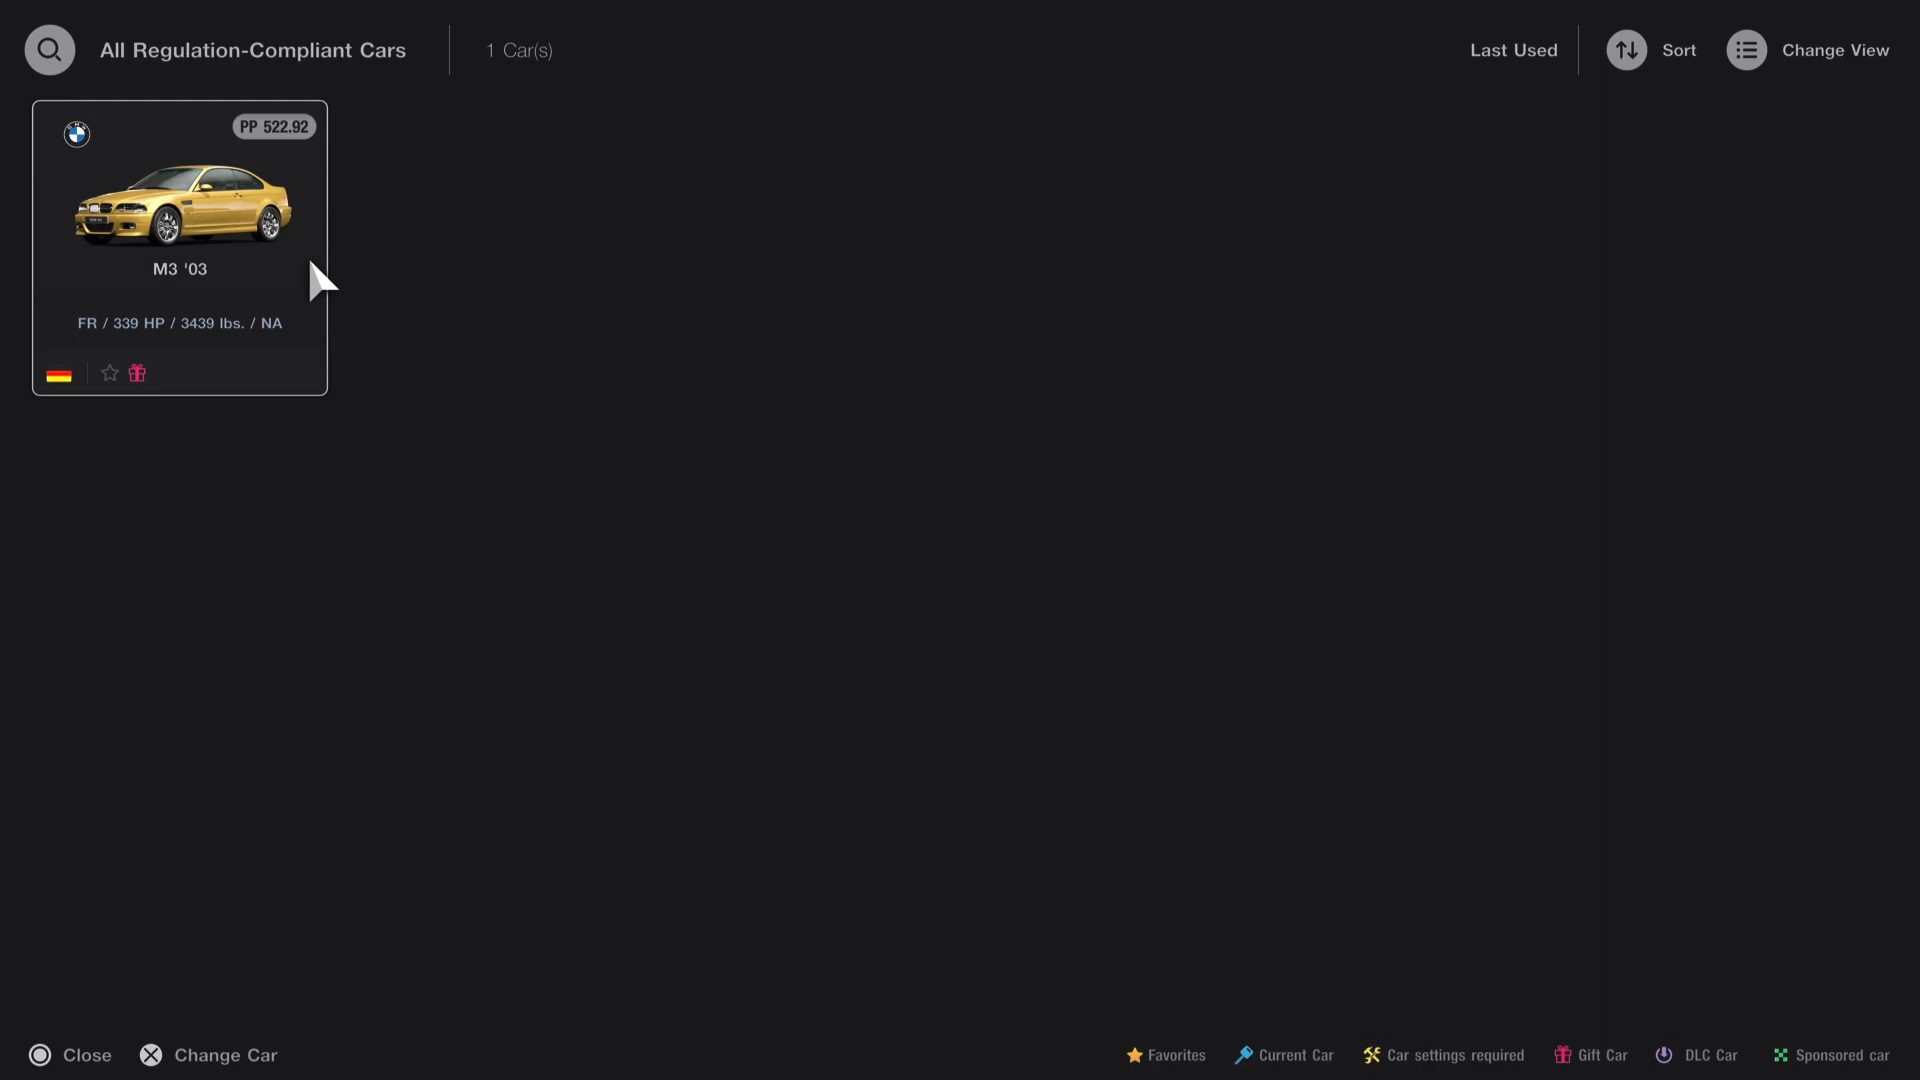 All Regulation-Compliant Cars
1 Car(s)
Last Used
Sort
Change View
PP 522.92
M3 '03
FR / 339 HP / 3439 lbs. / NA
Close
Change Car
Favorites
Current Car
Car settings required
Gift Car
DLC Car
Sponsored car